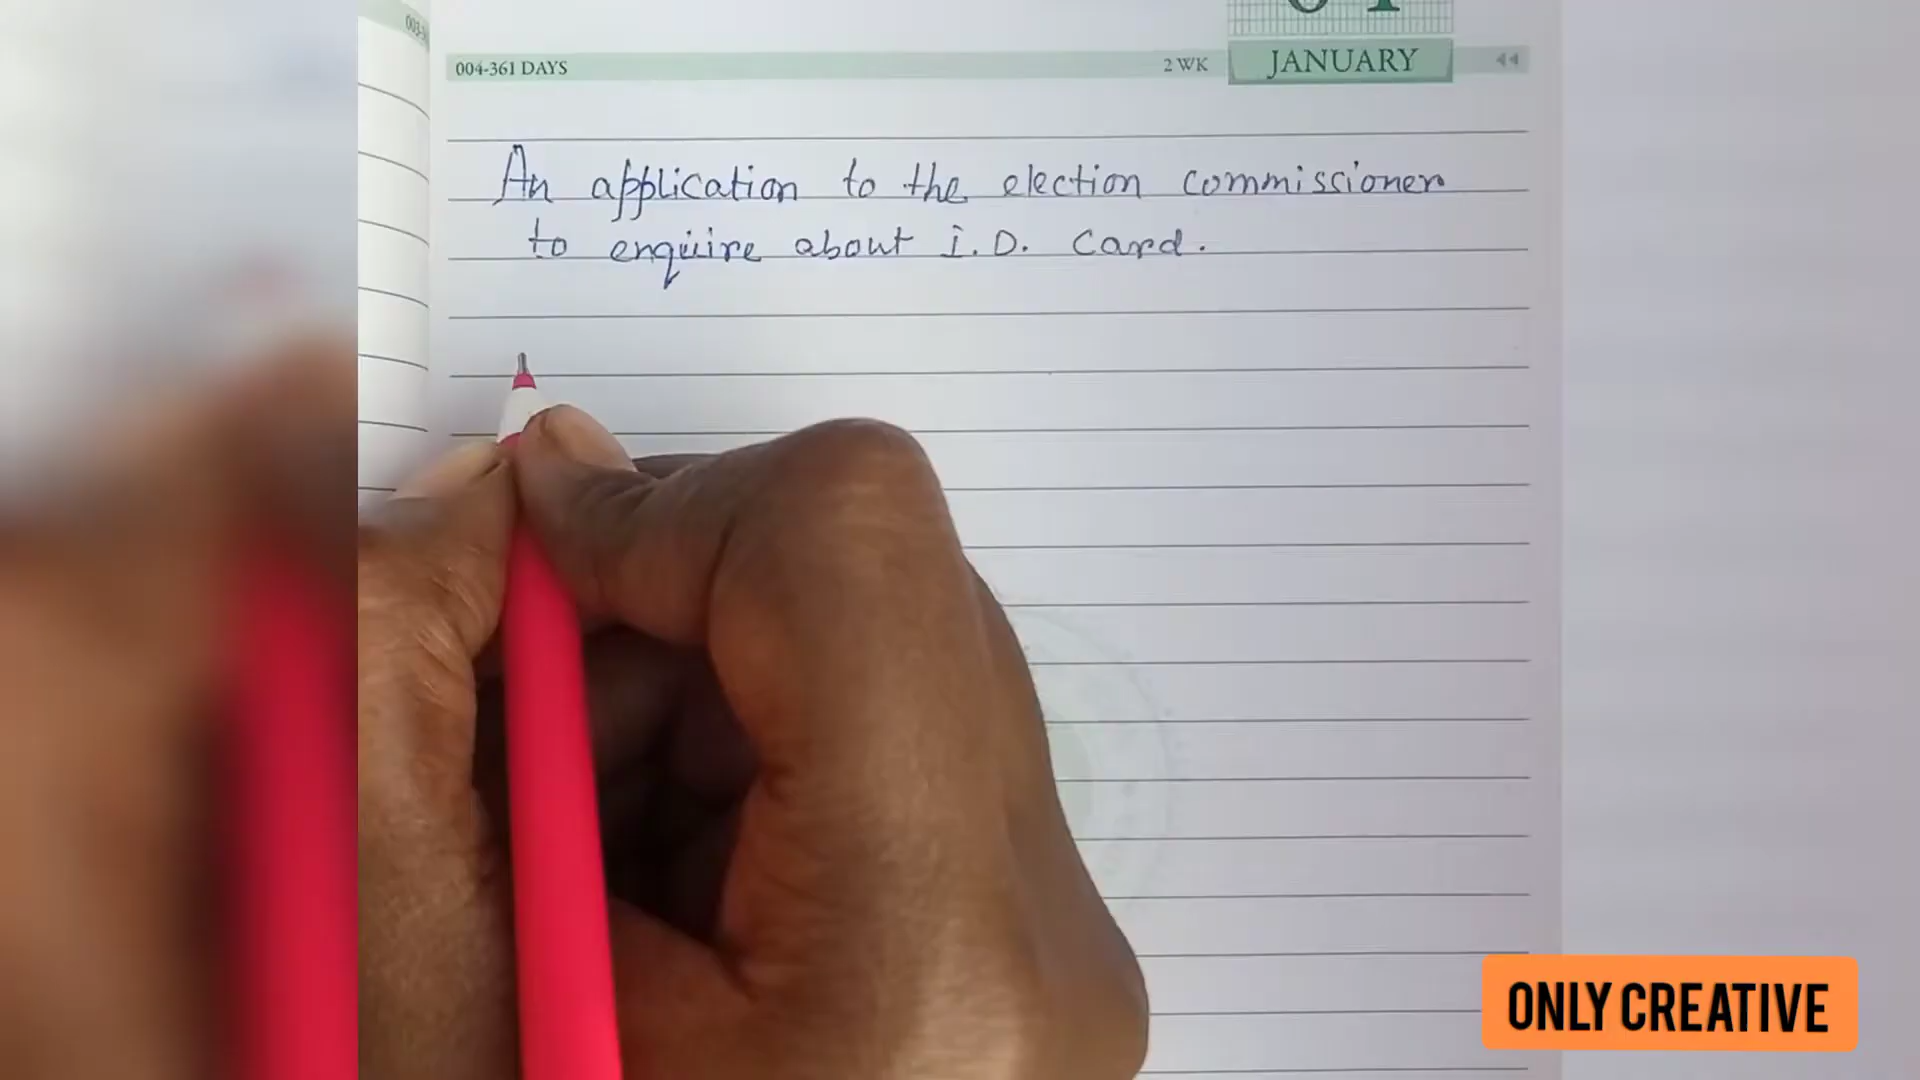 004-361 DAYS
2 WK
JANUARY
An application to the election commissioner
to enquire about I.D. Card.
ONLY CREATIVE